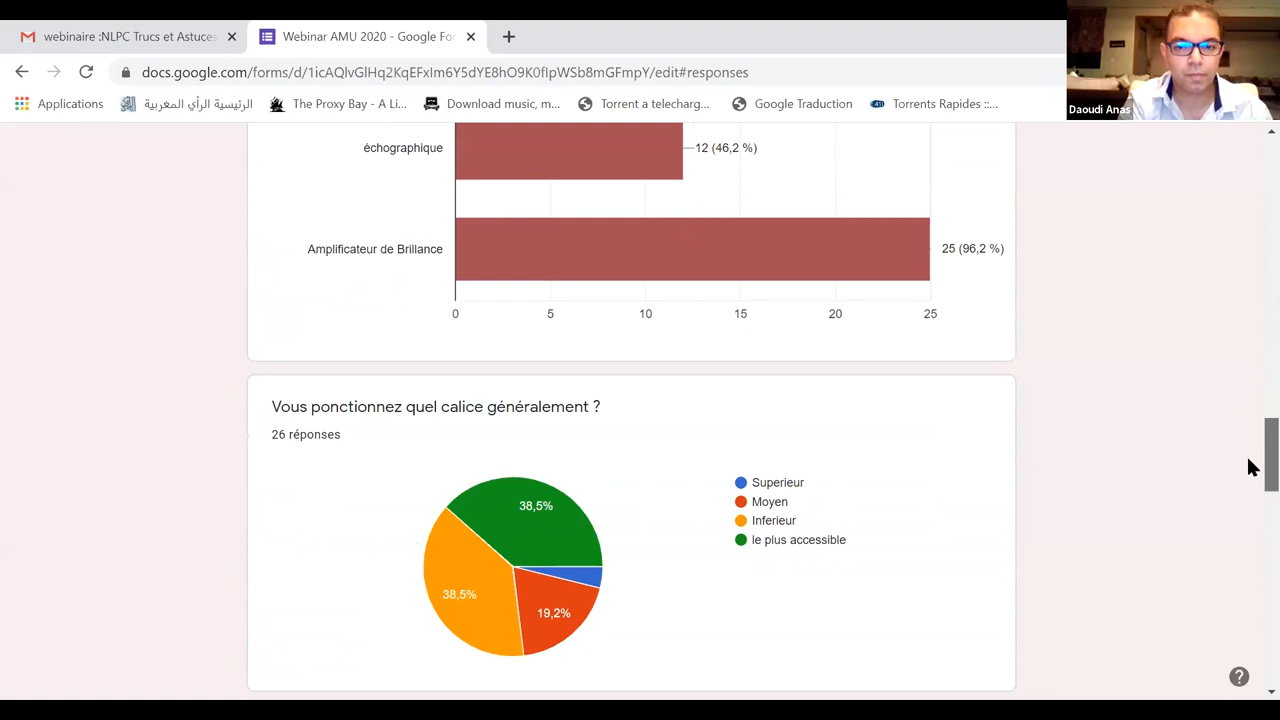 webinaire :NLPC Trucs et Astuces
Webinar AMU 2020 - Google For
docs.google.com/forms/d/1icAQlvGlHq2KqEFxIm6Y5dYE8hO9K0fIpWSb8mGFmpY/edit#responses
Applications
الرئيسية الرأي المغربية
The Proxy Bay - A Li...
Download music, m...
Torrent a telecharg...
Google Traduction
Torrents Rapides ::...
Daoudi Anas
échographique
12 (46,2 %)
Amplificateur de Brillance
25 (96,2 %)
0 5 10 15 20 25
Vous ponctionnez quel calice généralement ?
26 réponses
38,5%
38,5%
19,2%
Superieur
Moyen
Inferieur
le plus accessible